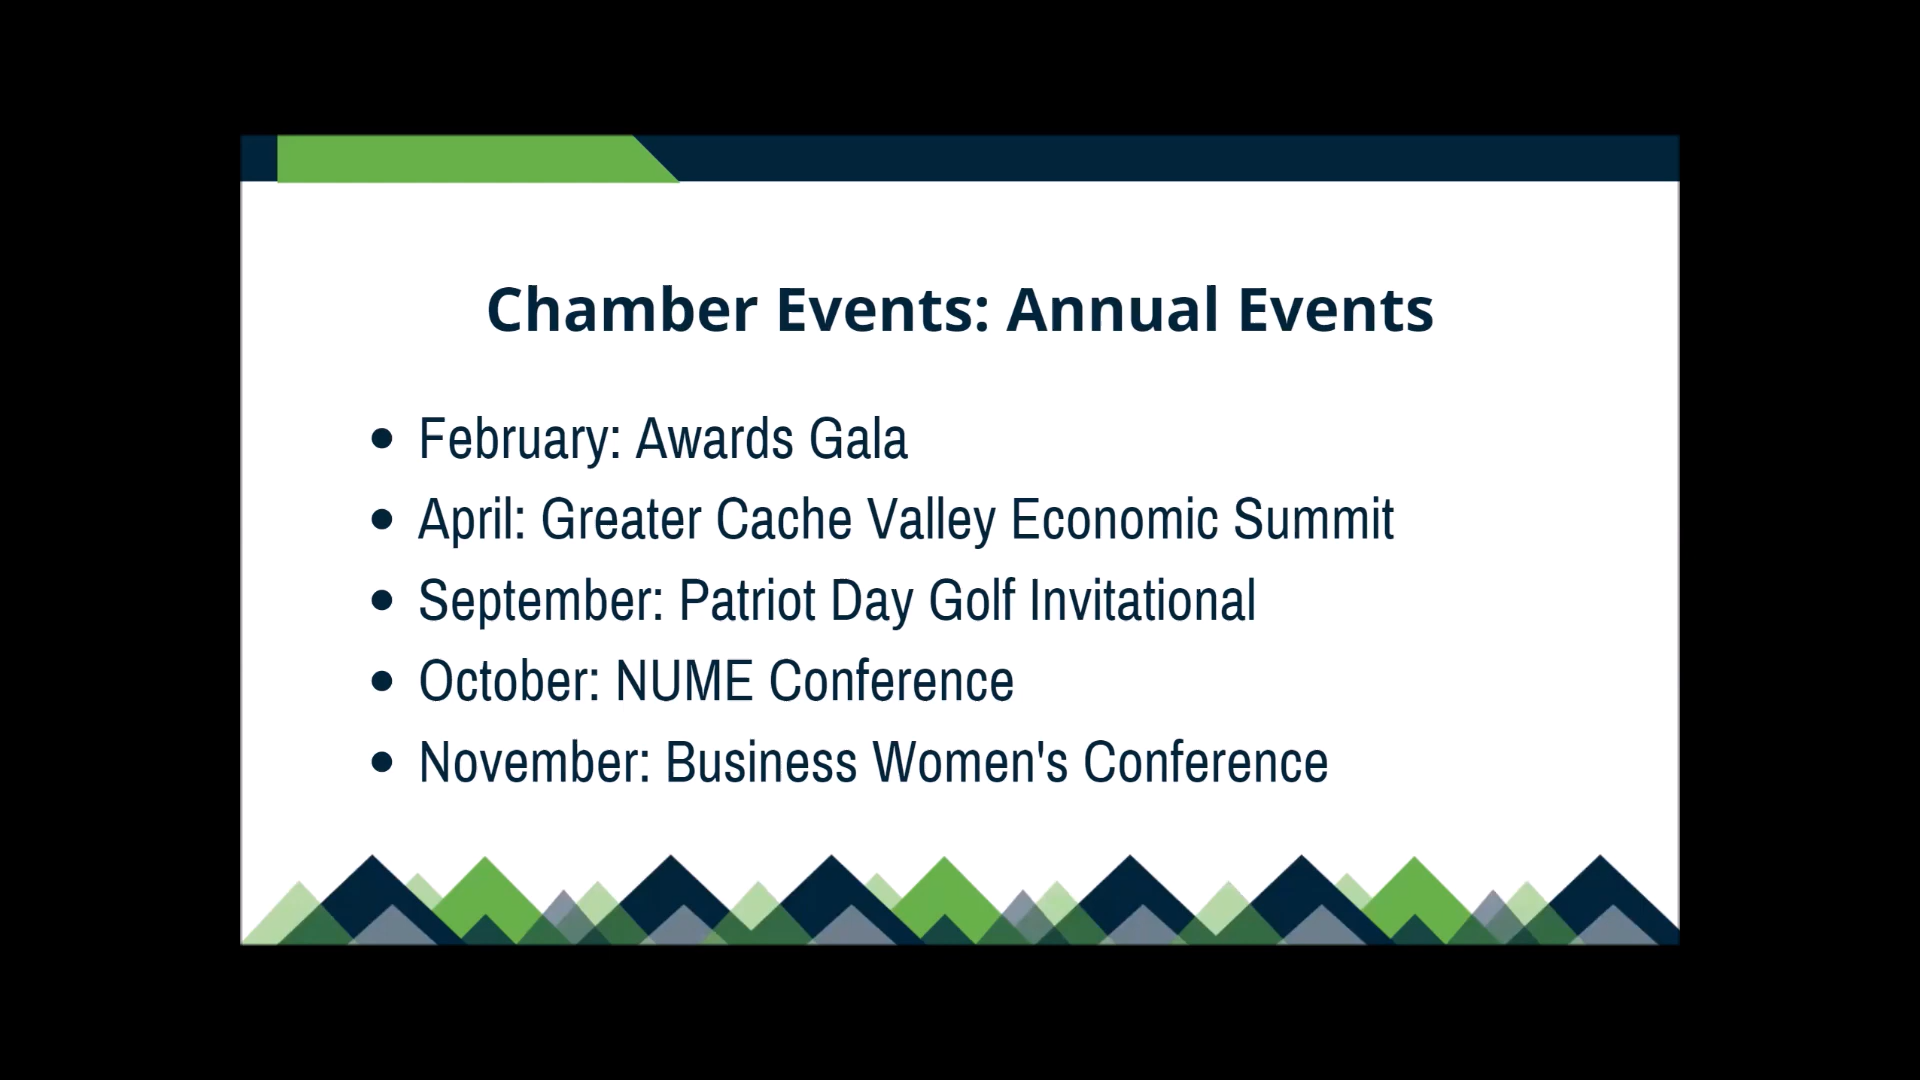 Chamber Events: Annual Events
• February: Awards Gala
• April: Greater Cache Valley Economic Summit
• September: Patriot Day Golf Invitational
• October: NUME Conference
• November: Business Women's Conference